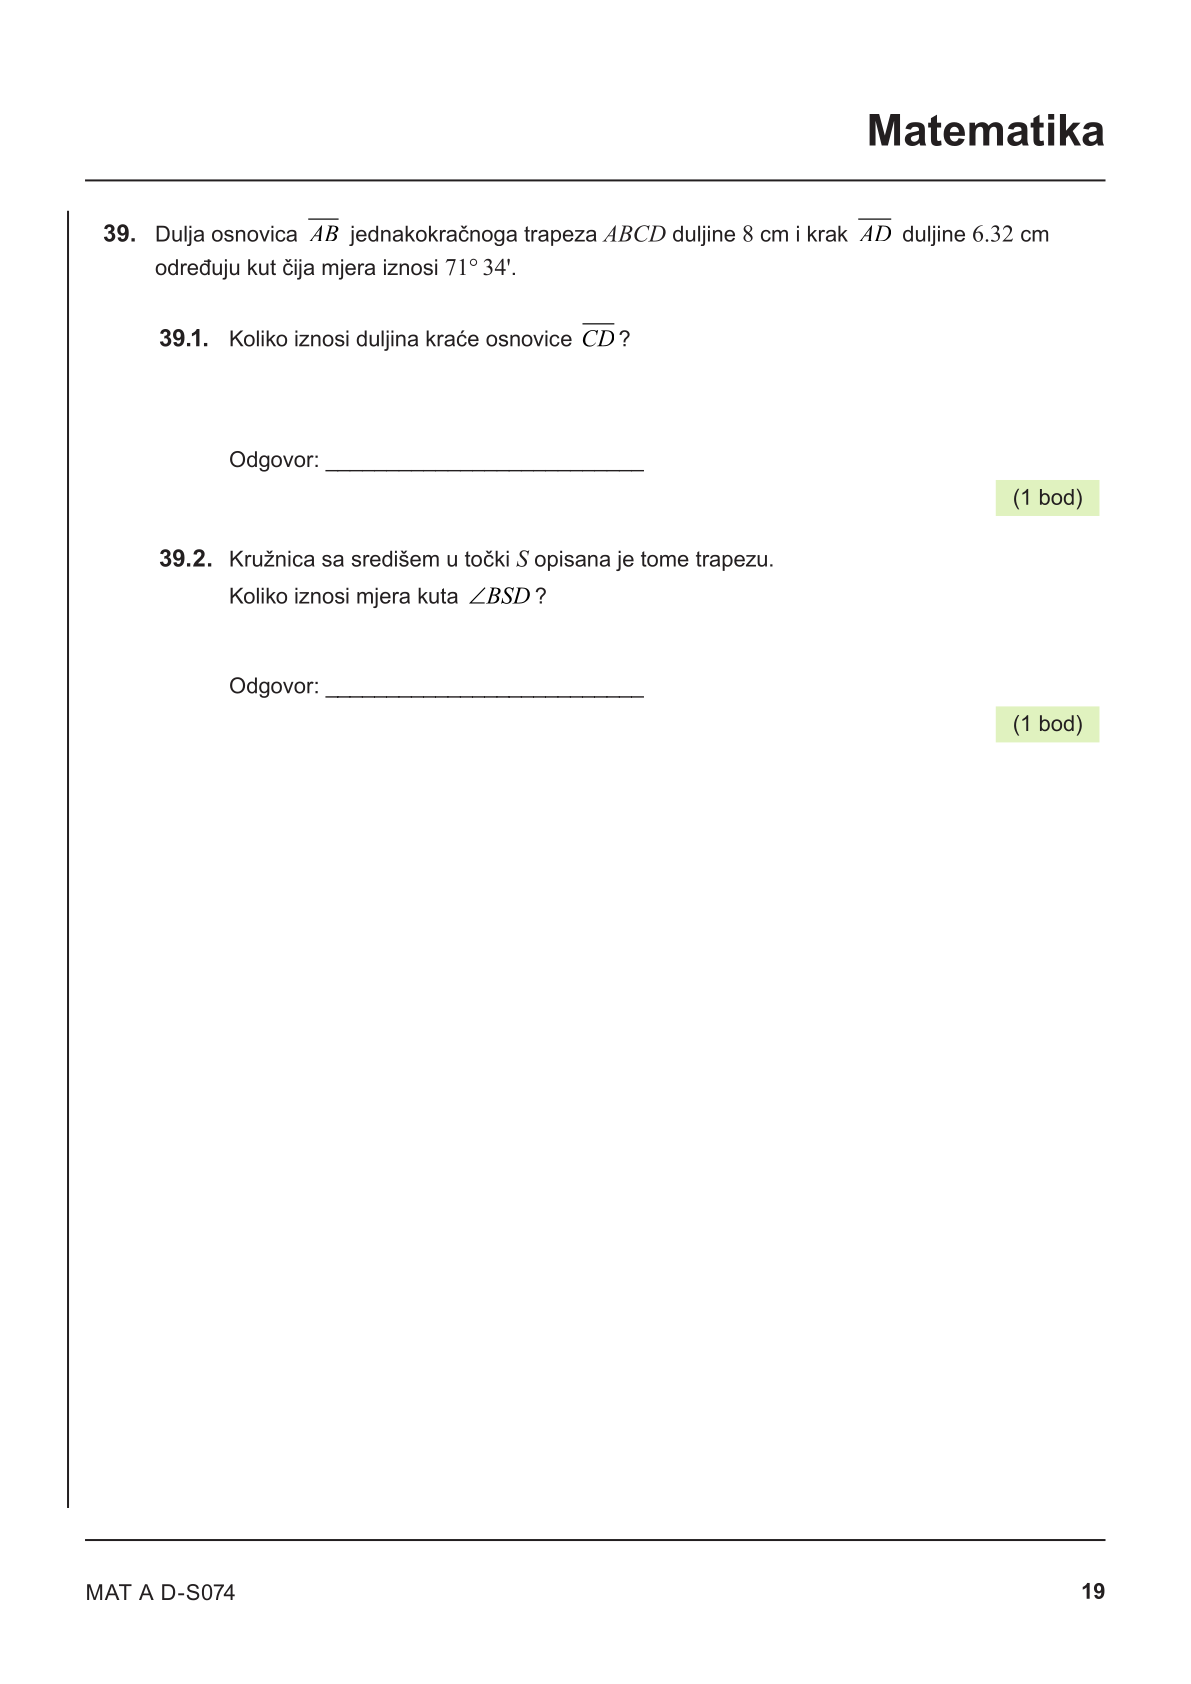 Matematika
39. Dulja osnovica AB jednakokračnoga trapeza ABCD duljine 8 cm i krak AD duljine 6.32 cm
određuju kut čija mjera iznosi 71° 34'.
39.1. Koliko iznosi duljina kraće osnovice CD ?
Odgovor: __________________________
(1 bod)
39.2. Kružnica sa središem u točki S opisana je tome trapezu.
Koliko iznosi mjera kuta ∠BSD ?
Odgovor: __________________________
(1 bod)
MAT A D-S074
19